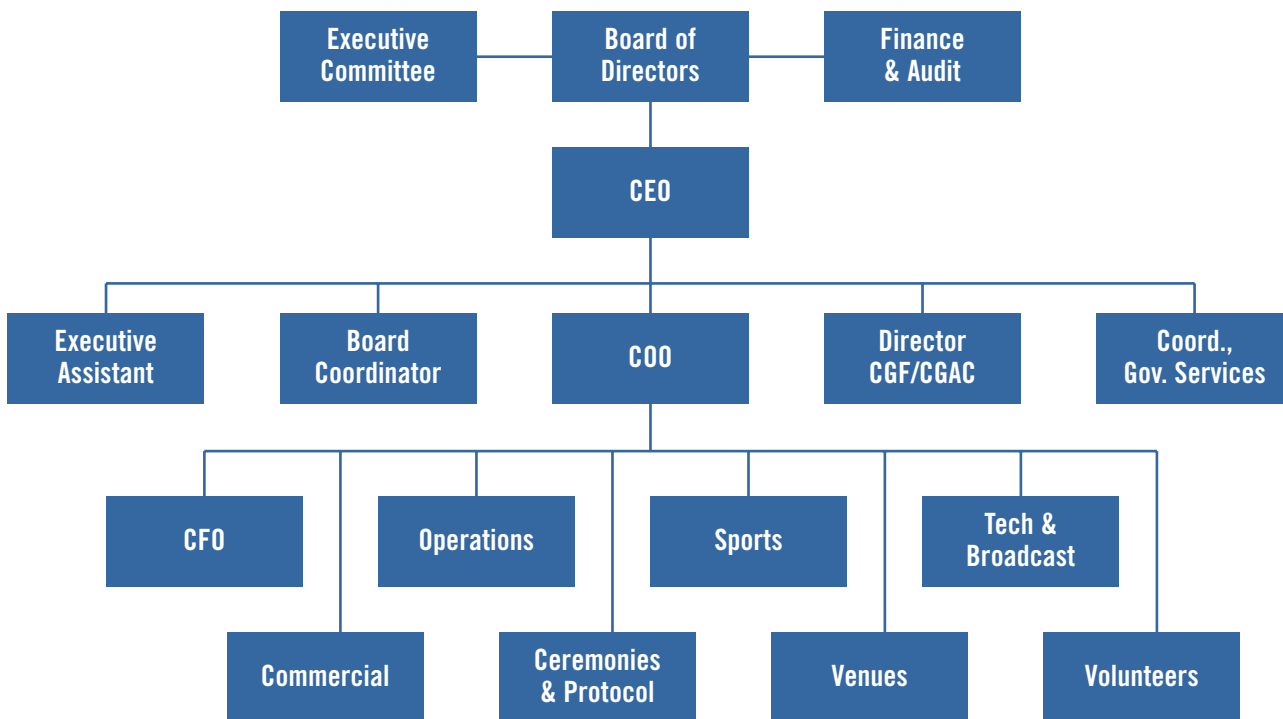 Executive
Committee
Board of
Directors
Finance
& Audit
CEO
Executive
Assistant
Board
Coordinator
COO
Director
CGF/CGAC
Coord.,
Gov. Services
CFO
Operations
Sports
Tech &
Broadcast
Commercial
Ceremonies
& Protocol
Venues
Volunteers